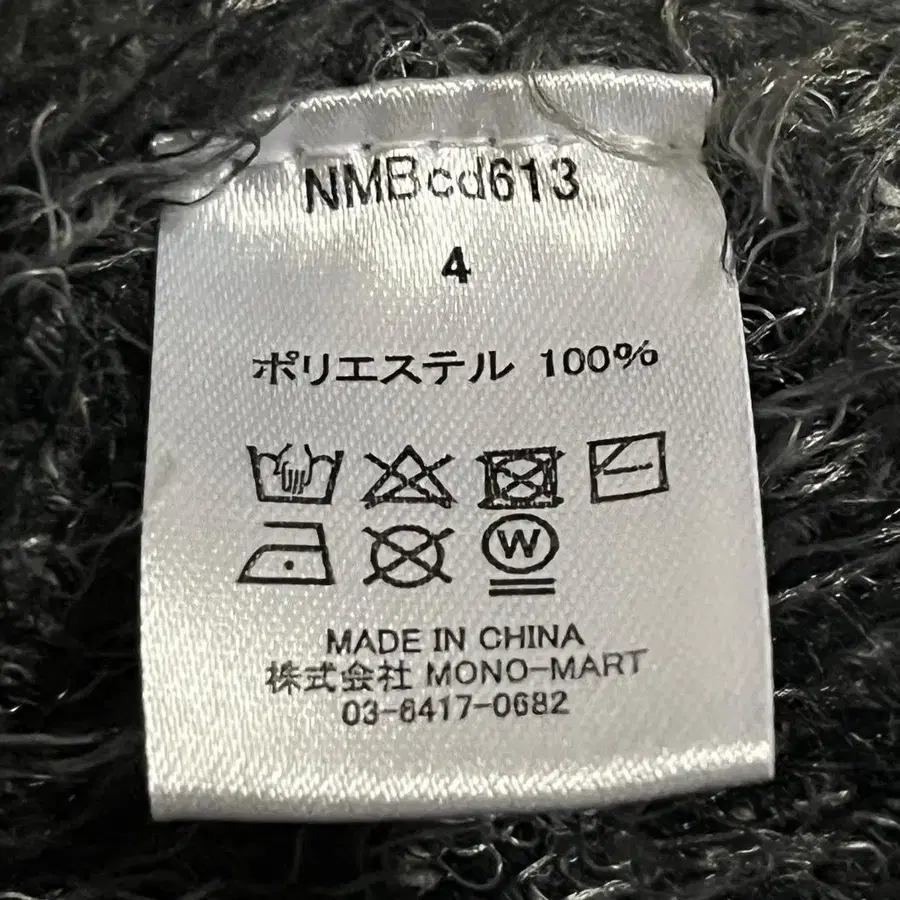 NMBcd613
4
ポリエステル 100%
W
MADE IN CHINA
株式会社 MONO-MART
03-6417-0682